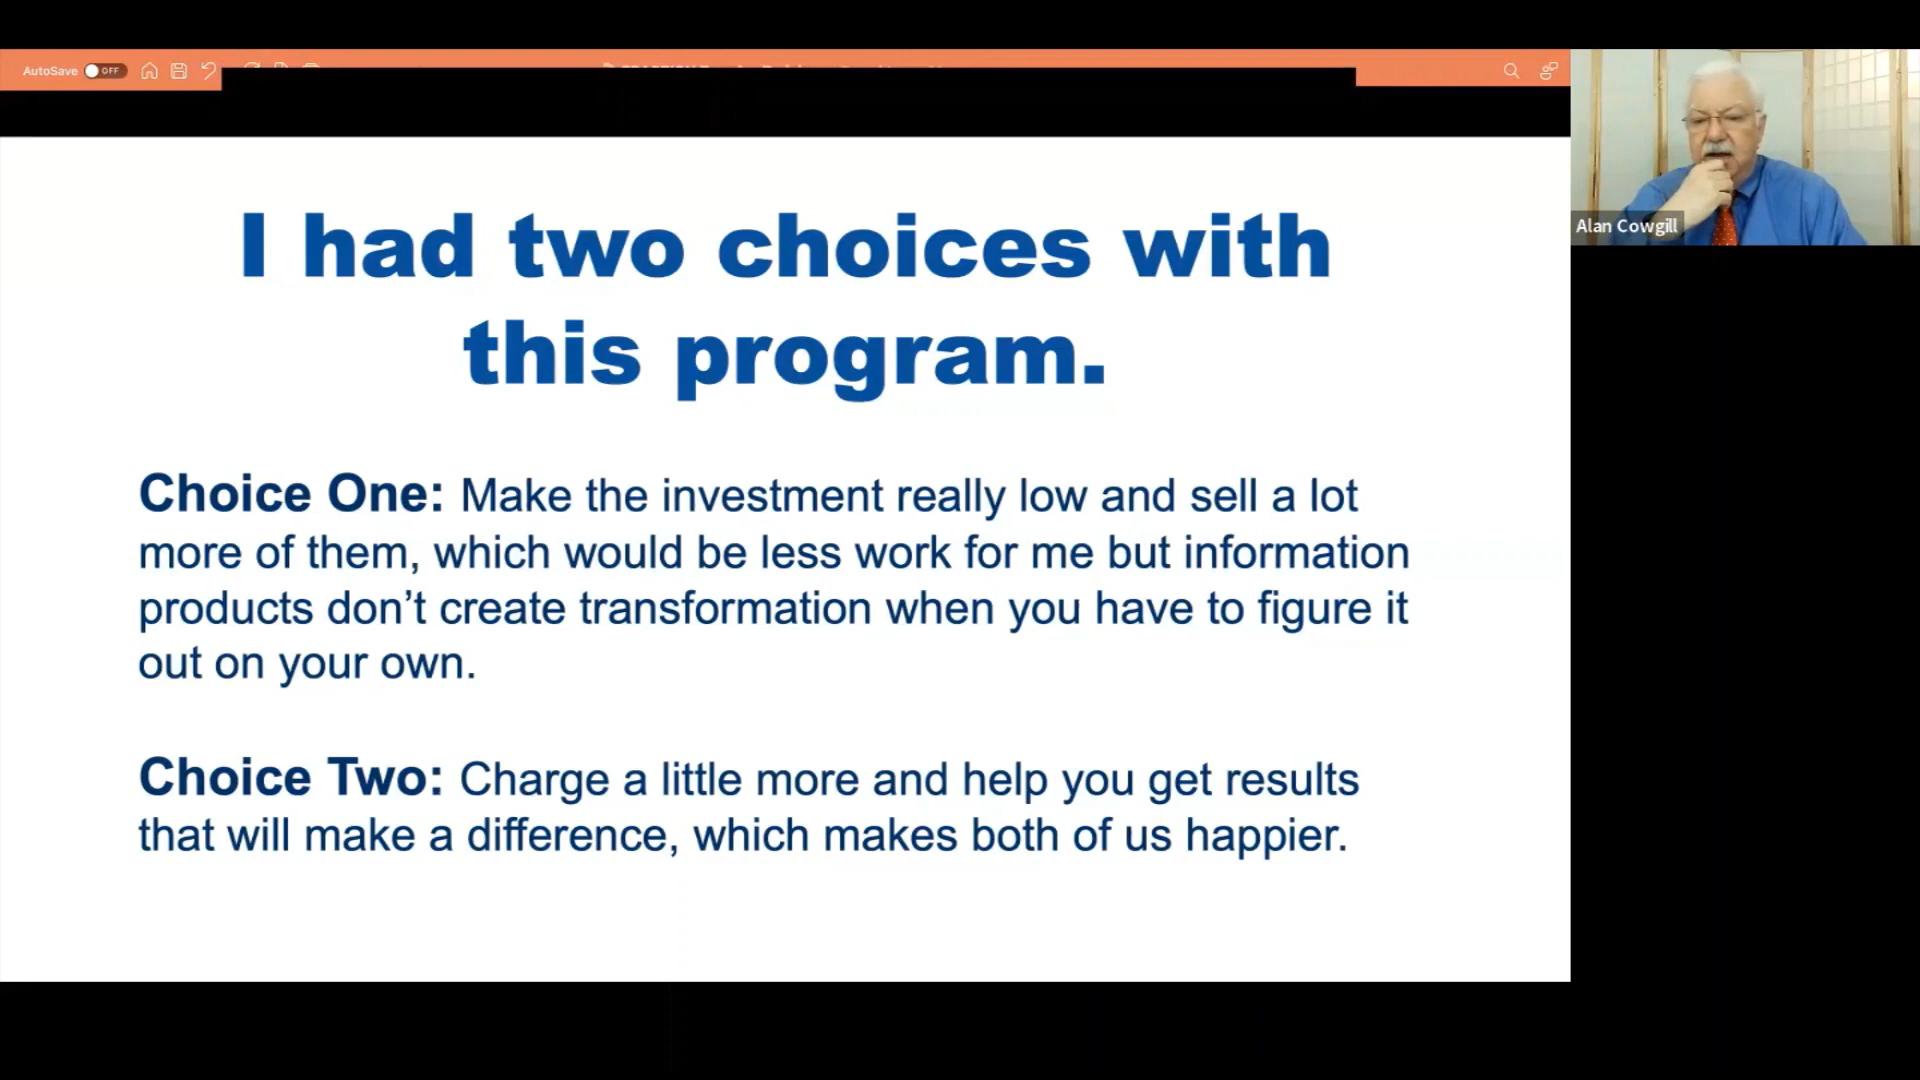 AutoSave OFF
Alan Cowgill
I had two choices with
this program.
Choice One: Make the investment really low and sell a lot
more of them, which would be less work for me but information
products don’t create transformation when you have to figure it
out on your own.
Choice Two: Charge a little more and help you get results
that will make a difference, which makes both of us happier.